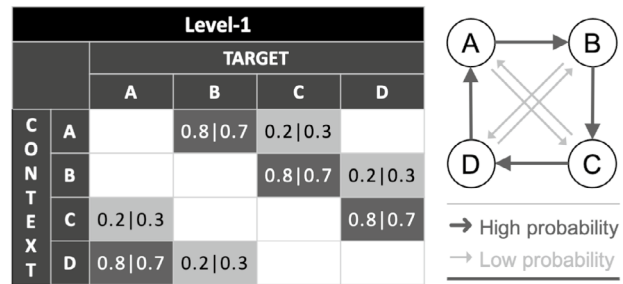 Level-1
TARGET
A B C D
CONTEXT
A 0.8|0.7 0.2|0.3
B 0.8|0.7 0.2|0.3
C 0.2|0.3 0.8|0.7
D 0.8|0.7 0.2|0.3
A B
D C
High probability
Low probability